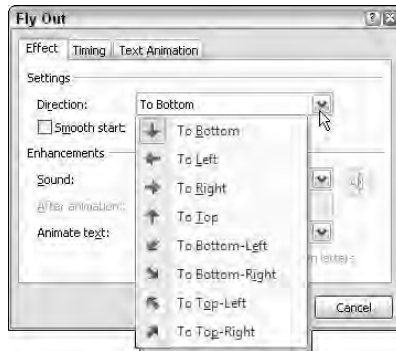 Fly Out
Effect Timing Text Animation
Settings
Direction: To Bottom
Smooth start
To Bottom
To Left
Enhancements
To Right
Sound:
To Top
After animation:
Animate text:
To Bottom-Left
letters
To Bottom-Right
To Top-Left
Cancel
To Top-Right